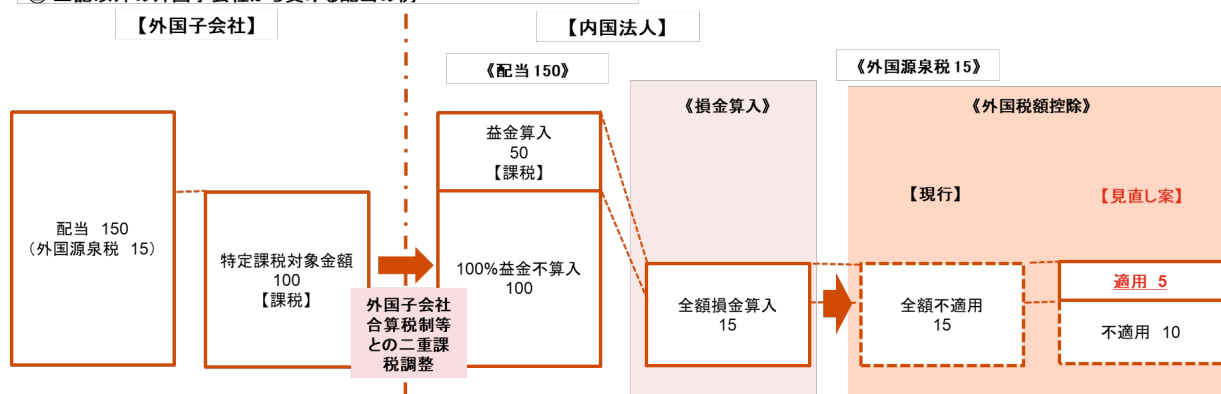 【外国子会社】
【内国法人】
《配当 150》
《外国源泉税 15》
《損金算入》
《外国税額控除》
益金算入
50
【課税】
【現行】
【見直し案】
配当 150
（外国源泉税 15）
特定課税対象金額
100
【課税】
100%益金不算入
100
外国子会社
合算税制等
との二重課
税調整
全額損金算入
15
全額不適用
15
適用 5
不適用 10